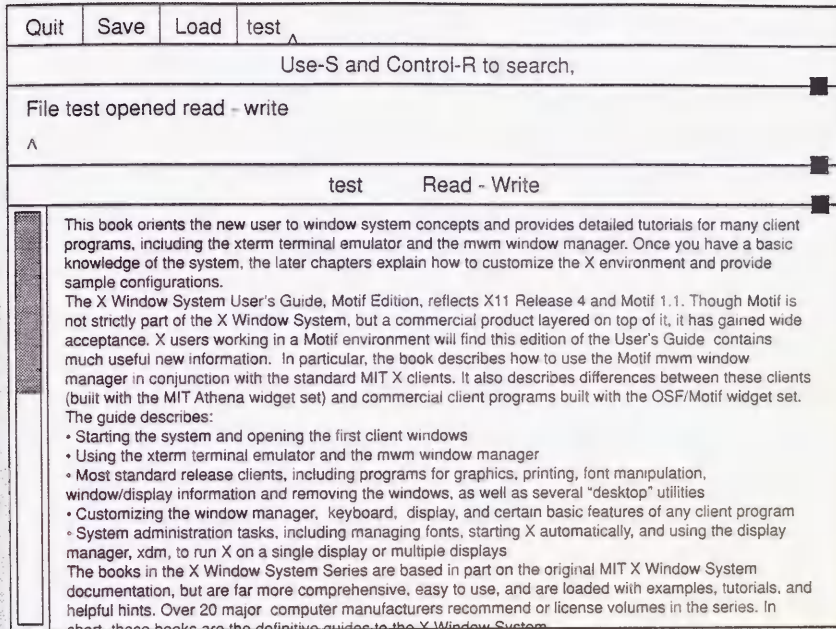 Quit Save Load test
Use-S and Control-R to search,
File test opened read - write
test Read - Write
This book orients the new user to window system concepts and provides detailed tutorials for many client
programs, including the xterm terminal emulator and the mwm window manager. Once you have a basic
knowledge of the system, the later chapters explain how to customize the X environment and provide
sample configurations.
The X Window System User's Guide, Motif Edition, reflects X11 Release 4 and Motif 1.1. Though Motif is
not strictly part of the X Window System, but a commercial product layered on top of it, it has gained wide
acceptance. X users working in a Motif environment will find this edition of the User's Guide contains
much useful new information. In particular, the book describes how to use the Motif mwm window
manager in conjunction with the standard MIT X clients. It also describes differences between these clients
(built with the MIT Athena widget set) and commercial client programs built with the OSF/Motif widget set.
The guide describes:
• Starting the system and opening the first client windows
• Using the xterm terminal emulator and the mwm window manager
• Most standard release clients, including programs for graphics, printing, font manipulation,
window/display information and removing the windows, as well as several "desktop" utilities
• Customizing the window manager, keyboard, display, and certain basic features of any client program
• System administration tasks, including managing fonts, starting X automatically, and using the display
manager, xdm, to run X on a single display or multiple displays
The books in the X Window System Series are based in part on the original MIT X Window System
documentation, but are far more comprehensive, easy to use, and are loaded with examples, tutorials, and
helpful hints. Over 20 major computer manufacturers recommend or license volumes in the series. In
short, these books are the definitive guides to the X Window System.